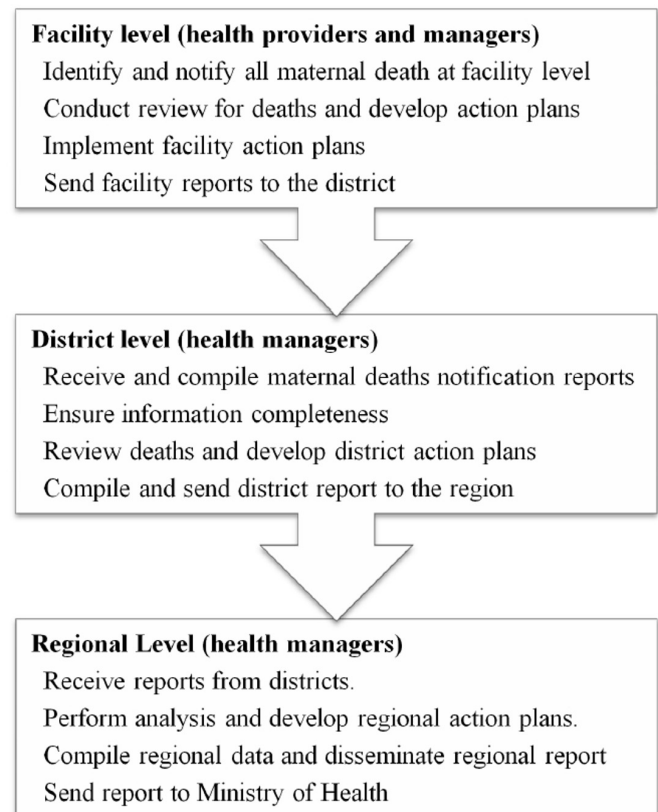 Facility level (health providers and managers)
Identify and notify all maternal death at facility level
Conduct review for deaths and develop action plans
Implement facility action plans
Send facility reports to the district
District level (health managers)
Receive and compile maternal deaths notification reports
Ensure information completeness
Review deaths and develop district action plans
Compile and send district report to the region
Regional Level (health managers)
Receive reports from districts.
Perform analysis and develop regional action plans.
Compile regional data and disseminate regional report
Send report to Ministry of Health